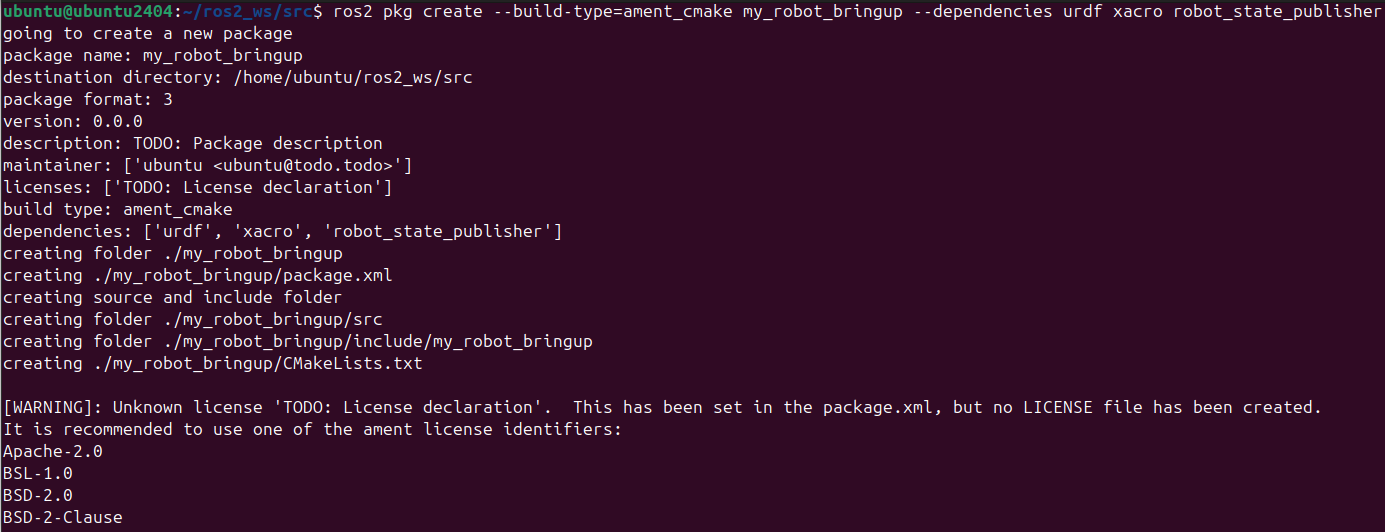 ubuntu@ubuntu2404:~/ros2_ws/src$ ros2 pkg create --build-type=ament_cmake my_robot_bringup --dependencies urdf xacro robot_state_publisher
going to create a new package
package name: my_robot_bringup
destination directory: /home/ubuntu/ros2_ws/src
package format: 3
version: 0.0.0
description: TODO: Package description
maintainer: ['ubuntu <ubuntu@todo.todo>']
licenses: ['TODO: License declaration']
build type: ament_cmake
dependencies: ['urdf', 'xacro', 'robot_state_publisher']
creating folder ./my_robot_bringup
creating ./my_robot_bringup/package.xml
creating source and include folder
creating folder ./my_robot_bringup/src
creating folder ./my_robot_bringup/include/my_robot_bringup
creating ./my_robot_bringup/CMakeLists.txt

[WARNING]: Unknown license 'TODO: License declaration'.  This has been set in the package.xml, but no LICENSE file has been created.
It is recommended to use one of the ament license identifiers:
Apache-2.0
BSL-1.0
BSD-2.0
BSD-2-Clause